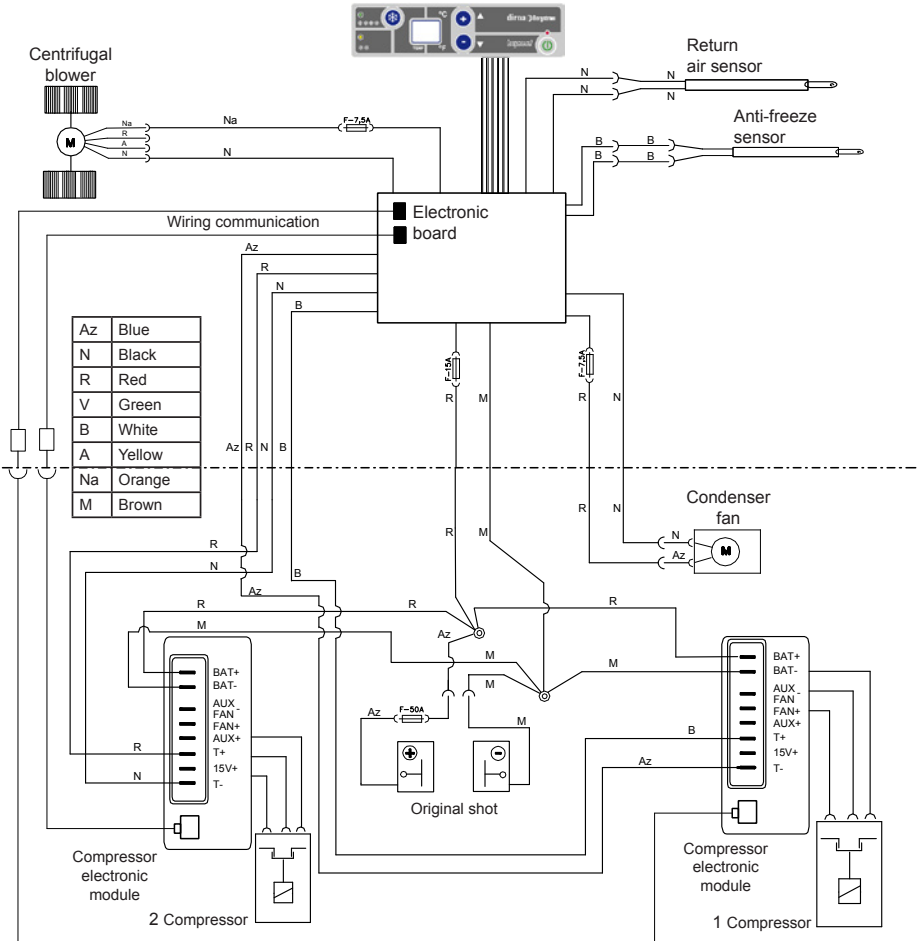 °C
°F
Centrifugal
blower
M
Na
R
A
N
Na
F-7,5A
N
Return
air sensor
N
N
N
N
Anti-freeze
sensor
B
B
B
B
Electronic
board
Wiring communication
Az
R
N
B
Az Blue
N Black
R Red
V Green
B White
A Yellow
Na Orange
M Brown
F-15A
F-7,5A
R
M
R
N
Az
R
N
B
R
M
R
N
Condenser
fan
N
Az
M
R
N
B
Az
R
R
R
M
Az
M
M
M
BAT+
BAT-
AUX
FAN -
FAN+
AUX+
T+
15V+
T-
R
N
Az
F-50A
M
Original shot
B
Az
BAT+
BAT-
AUX -
FAN
FAN+
AUX+
T+
15V+
T-
Compressor
electronic
module
2 Compressor
Compressor
electronic
module
1 Compressor